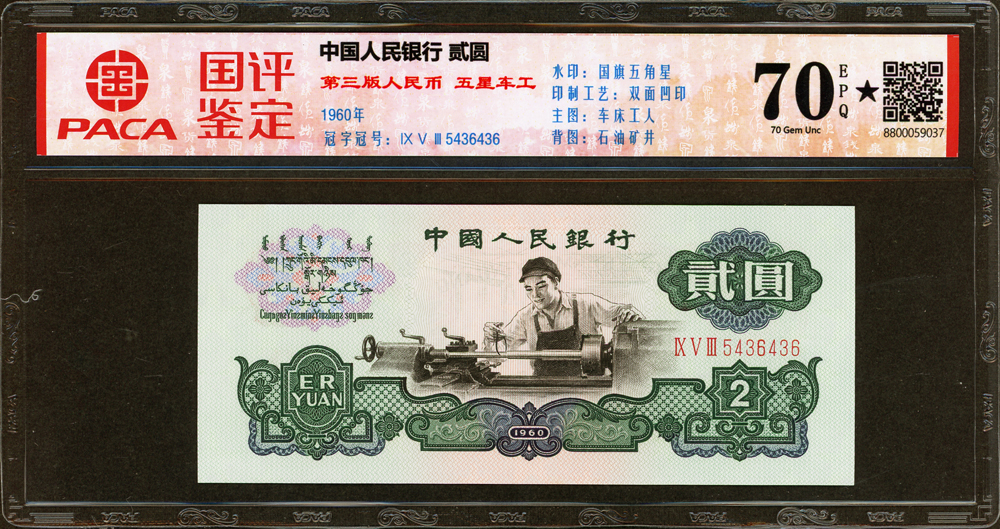 PACA
国评
鉴定
中国人民银行 贰圆
第三版人民币 五星车工
1960年
冠字冠号：Ⅸ Ⅴ Ⅲ 5436436
水印：国旗五角星
印制工艺：双面凹印
主图：车床工人
背图：石油矿井
70
EPQ
★
70 Gem Unc
8800059037
中國人民銀行
貳圓
Ⅸ Ⅴ Ⅲ 5436436
ER
YUAN
1960
2